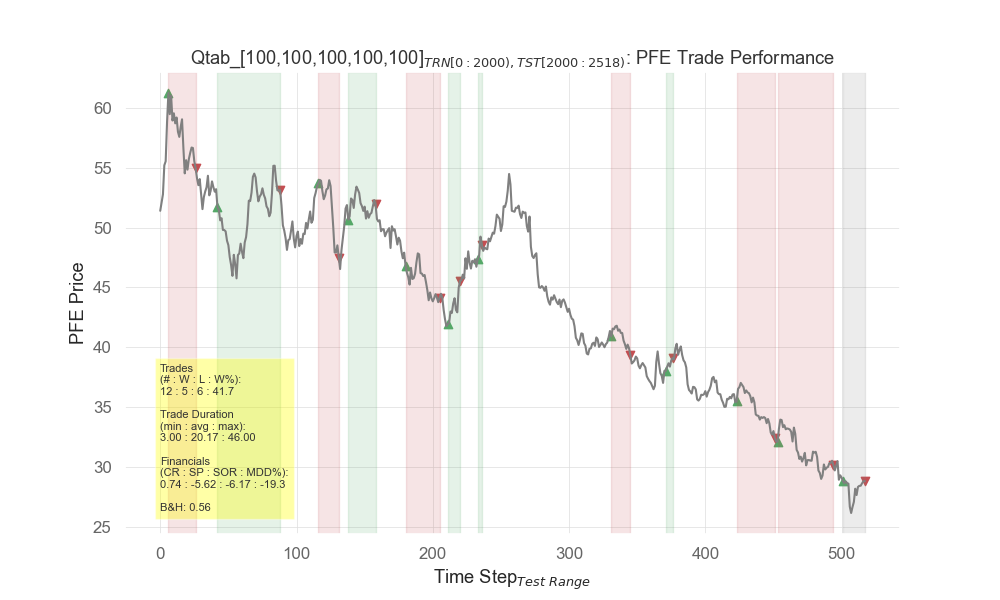 Qtab_[100,100,100,100,100]TRN[0:2000),TST[2000:2518): PFE Trade Performance
PFE Price
60
55
50
45
40
35
30
25
Trades
(# : W : L : W%):
12 : 5 : 6 : 41.7
Trade Duration
(min : avg : max):
3.00 : 20.17 : 46.00
Financials
(CR : SP : SOR : MDD%):
0.74 : -5.62 : -6.17 : -19.3
B&H: 0.56
0 100 200 300 400 500
Time StepTest Range